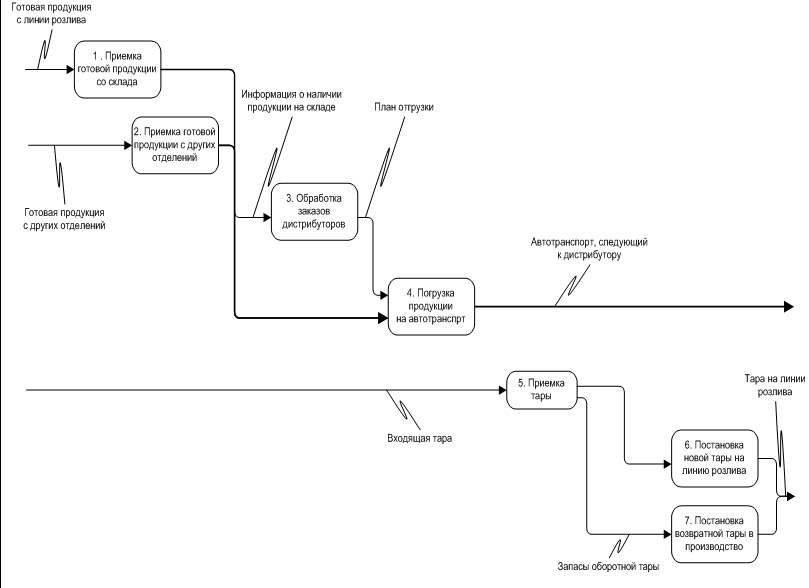 Готовая продукция
с линии розлива
1 . Приемка
готовой продукции
со склада
Информация о наличии
продукции на складе
План отгрузки
2. Приемка готовой
продукции с других
отделений
3. Обработка
заказов
дистрибуторов
Готовая продукция
с других отделений
Автотранспорт, следующий
к дистрибутору
4. Погрузка
продукции
на автотранспрт
5. Приемка
тары
Тара на линии
розлива
Входящая тара
6. Постановка
новой тары на
линию розлива
7. Постановка
возвратной тары в
производство
Запасы оборотной тары